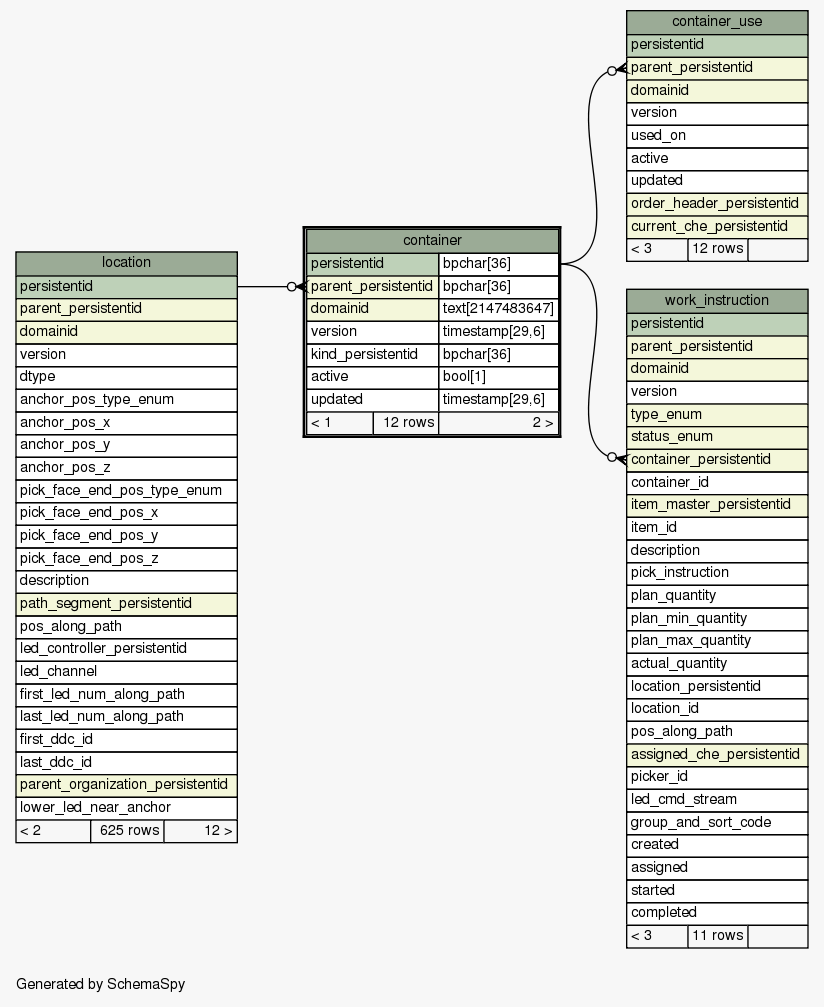 container_use
persistentid
parent_persistentid
domainid
version
used_on
active
updated
order_header_persistentid
current_che_persistentid
< 3 12 rows
container
persistentid bpchar[36]
parent_persistentid bpchar[36]
domainid text[2147483647]
version timestamp[29,6]
kind_persistentid bpchar[36]
active bool[1]
updated timestamp[29,6]
< 1 12 rows 2 >
location
persistentid
parent_persistentid
domainid
version
dtype
anchor_pos_type_enum
anchor_pos_x
anchor_pos_y
anchor_pos_z
pick_face_end_pos_type_enum
pick_face_end_pos_x
pick_face_end_pos_y
pick_face_end_pos_z
description
path_segment_persistentid
pos_along_path
led_controller_persistentid
led_channel
first_led_num_along_path
last_led_num_along_path
first_ddc_id
last_ddc_id
parent_organization_persistentid
lower_led_near_anchor
< 2 625 rows 12 >
work_instruction
persistentid
parent_persistentid
domainid
version
type_enum
status_enum
container_persistentid
container_id
item_master_persistentid
item_id
description
pick_instruction
plan_quantity
plan_min_quantity
plan_max_quantity
actual_quantity
location_persistentid
location_id
pos_along_path
assigned_che_persistentid
picker_id
led_cmd_stream
group_and_sort_code
created
assigned
started
completed
< 3 11 rows
Generated by SchemaSpy